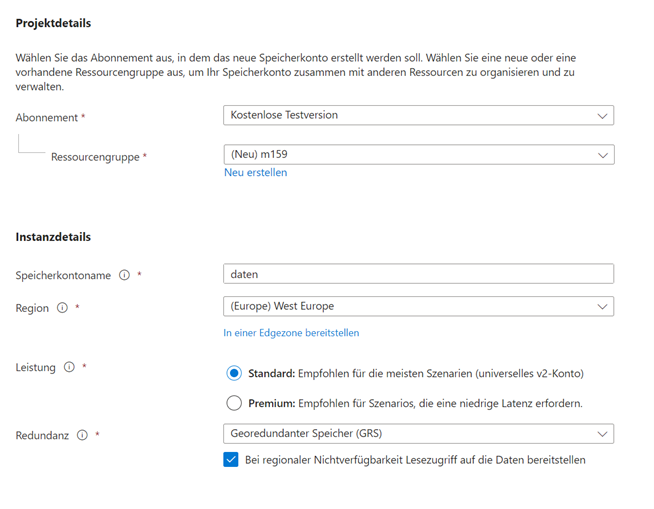 Projektdetails
Wählen Sie das Abonnement aus, in dem das neue Speicherkonto erstellt werden soll. Wählen Sie eine neue oder eine
vorhandene Ressourcengruppe aus, um Ihr Speicherkonto zusammen mit anderen Ressourcen zu organisieren und zu
verwalten.
Abonnement * Kostenlose Testversion
Ressourcengruppe * (Neu) m159
Neu erstellen
Instanzdetails
Speicherkontoname * daten
Region * (Europe) West Europe
In einer Edgezone bereitstellen
Leistung * Standard: Empfohlen für die meisten Szenarien (universelles v2-Konto)
Premium: Empfohlen für Szenarios, die eine niedrige Latenz erfordern.
Redundanz * Georedundanter Speicher (GRS)
Bei regionaler Nichtverfügbarkeit Lesezugriff auf die Daten bereitstellen